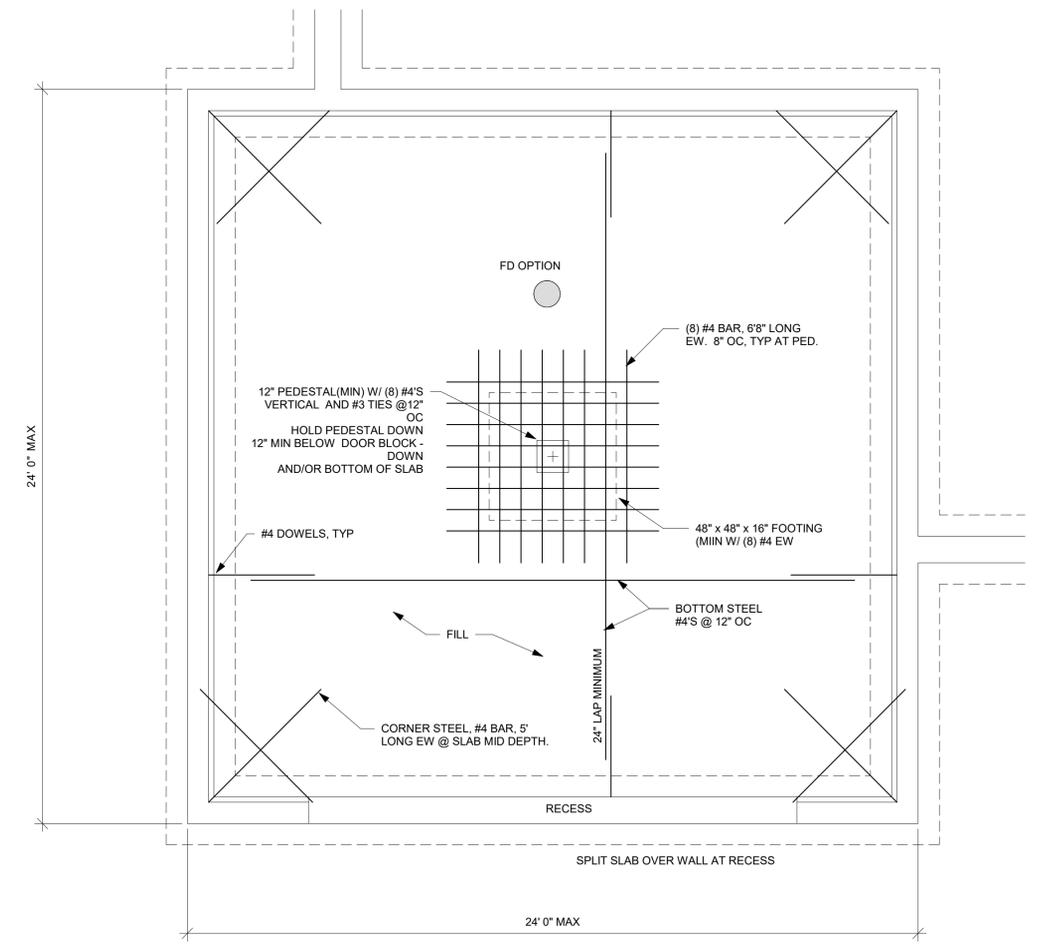 FD OPTION
(8) #4 BAR, 6'8" LONG
EW.  8" OC, TYP AT PED.
12" PEDESTAL(MIN) W/ (8) #4'S
VERTICAL  AND #3 TIES @12"
OC
HOLD PEDESTAL DOWN
12" MIN BELOW  DOOR BLOCK -
DOWN
AND/OR BOTTOM OF SLAB
24' 0" MAX
48" x 48" x 16" FOOTING
(MIIN W/ (8) #4 EW
#4 DOWELS, TYP
BOTTOM STEEL
#4'S @ 12" OC
FILL
24" LAP MINIMUM
CORNER STEEL, #4 BAR, 5'
LONG EW @ SLAB MID DEPTH.
RECESS
SPLIT SLAB OVER WALL AT RECESS
24' 0" MAX